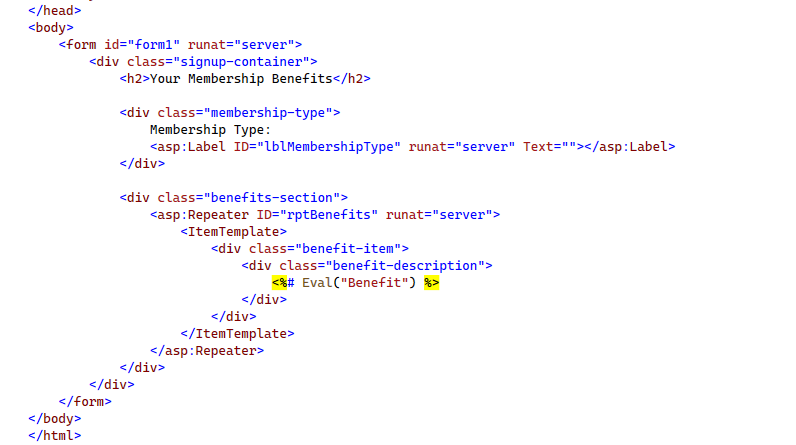 </head>
<body>
    <form id="form1" runat="server">
        <div class="signup-container">
            <h2>Your Membership Benefits</h2>

            <div class="membership-type">
                Membership Type:
                <asp:Label ID="lblMembershipType" runat="server" Text=""></asp:Label>
            </div>

            <div class="benefits-section">
                <asp:Repeater ID="rptBenefits" runat="server">
                    <ItemTemplate>
                        <div class="benefit-item">
                            <div class="benefit-description">
                                <%# Eval("Benefit") %>
                            </div>
                        </div>
                    </ItemTemplate>
                </asp:Repeater>
            </div>
        </div>
    </form>
</body>
</html>